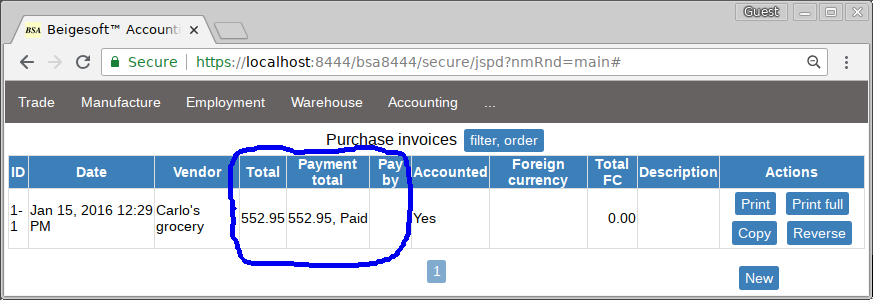 Guest
BSA Beigesoft™ Accounti
Secure https://localhost:8444/bsa8444/secure/jspd?nmRnd=main#
Trade Manufacture Employment Warehouse Accounting ...
Purchase invoices filter, order
ID Date Vendor Total Payment total Pay by Accounted Foreign currency Total FC Description Actions
1-1 Jan 15, 2016 12:29 PM Carlo's grocery 552.95 552.95, Paid Yes 0.00 Print Print full
Copy Reverse
1 New